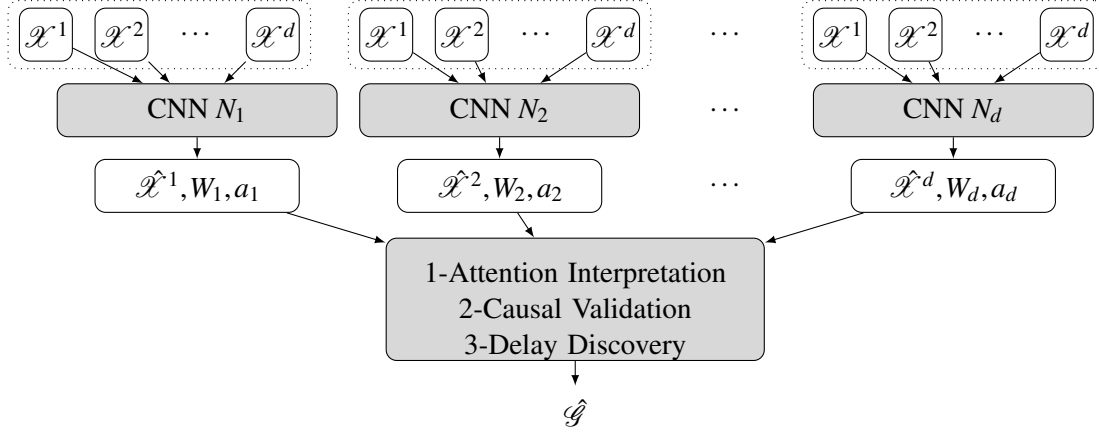 𝒳¹ 𝒳² ⋯ 𝒳ᵈ 𝒳¹ 𝒳² ⋯ 𝒳ᵈ ⋯ 𝒳¹ 𝒳² ⋯ 𝒳ᵈ
CNN N₁ CNN N₂ ⋯ CNN N_d
𝒳̂¹, W₁, a₁ 𝒳̂², W₂, a₂ ⋯ 𝒳̂ᵈ, W_d, a_d
1-Attention Interpretation
2-Causal Validation
3-Delay Discovery
𝒢̂